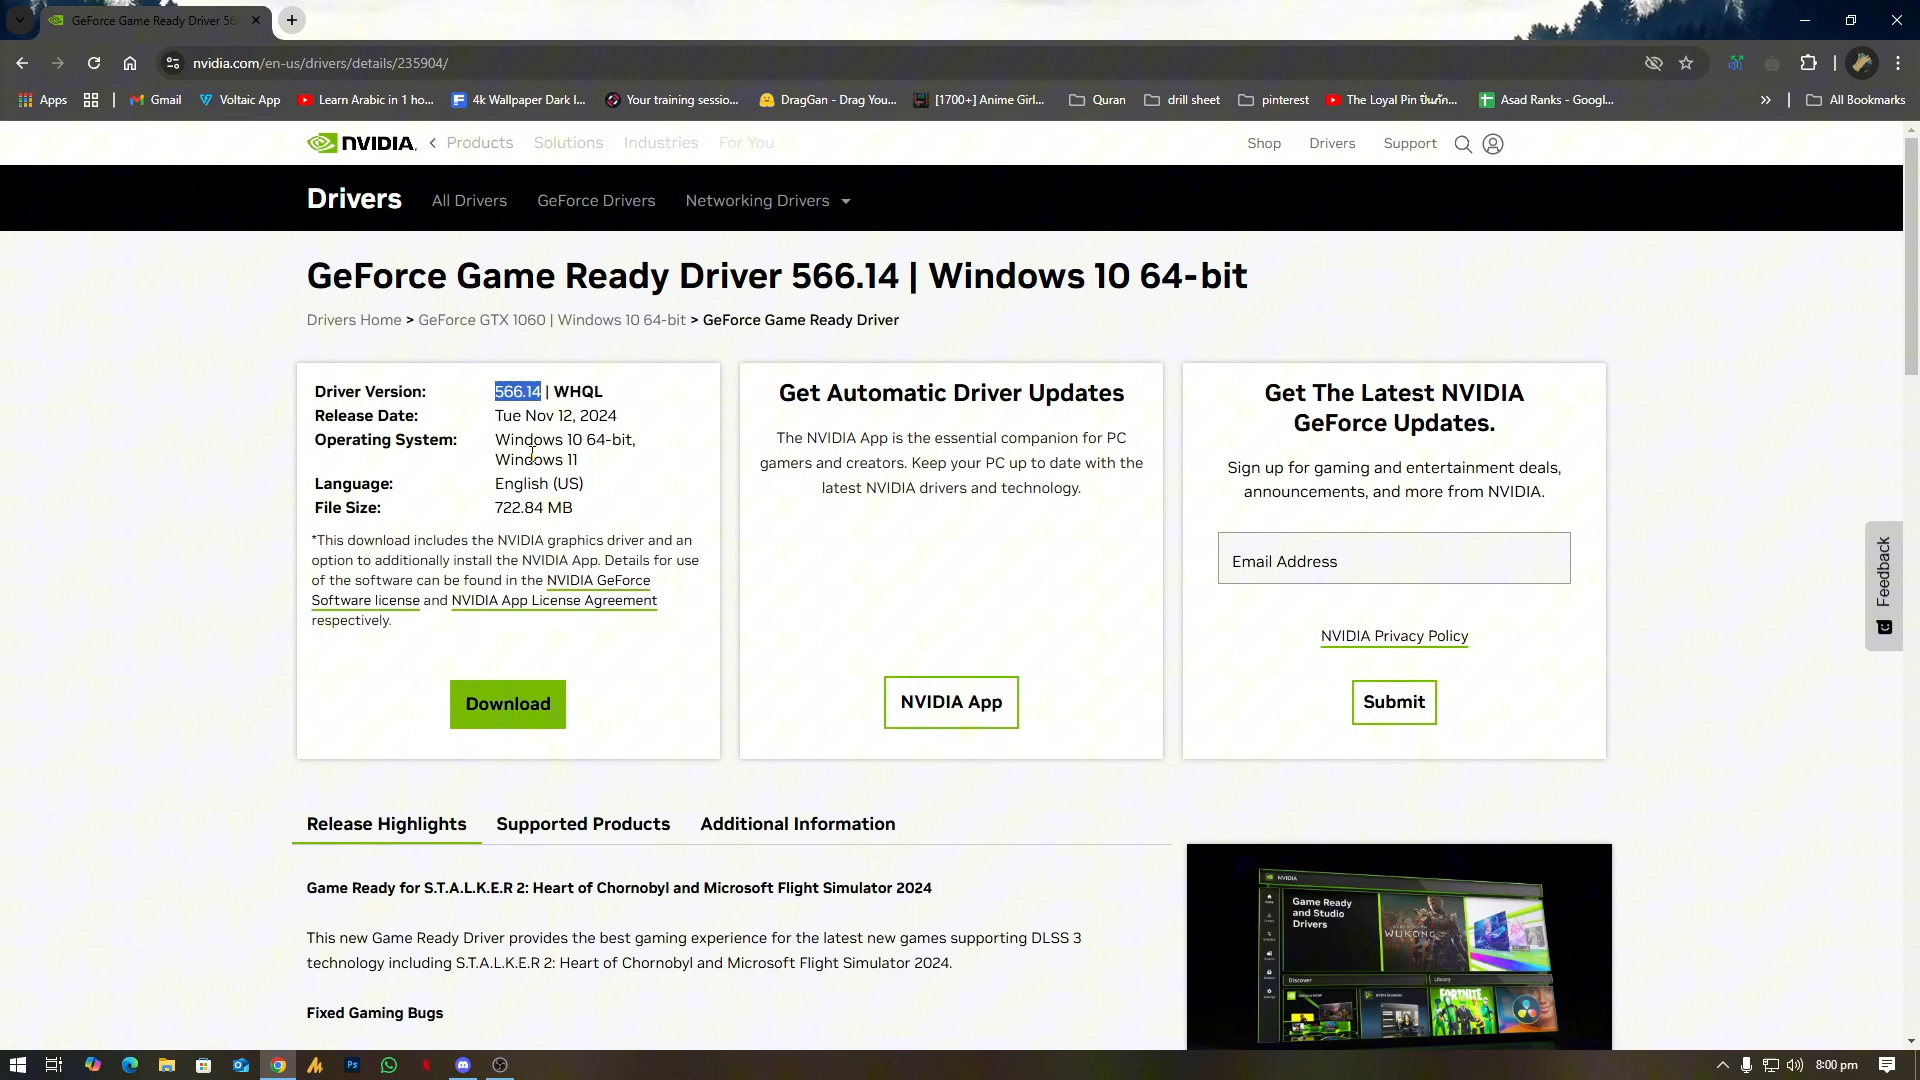 GeForce Game Ready Driver 56
nvidia.com/en-us/drivers/details/235904/
Apps
Gmail
Voltaic App
Learn Arabic in 1 ho...
4k Wallpaper Dark I...
Your training sessio...
DragGan - Drag You...
[1700+] Anime Girl...
Quran
drill sheet
pinterest
The Loyal Pin ปิ่นภัก...
Asad Ranks - Googl...
All Bookmarks
NVIDIA.
Products
Solutions
Industries
For You
Shop
Drivers
Support
Drivers
All Drivers
GeForce Drivers
Networking Drivers
GeForce Game Ready Driver 566.14 | Windows 10 64-bit
Drivers Home > GeForce GTX 1060 | Windows 10 64-bit > GeForce Game Ready Driver
Driver Version: 566.14 | WHQL
Release Date: Tue Nov 12, 2024
Operating System: Windows 10 64-bit,
Windows 11
Language: English (US)
File Size: 722.84 MB
*This download includes the NVIDIA graphics driver and an
option to additionally install the NVIDIA App. Details for use
of the software can be found in the NVIDIA GeForce
Software license and NVIDIA App License Agreement
respectively.
Download
Get Automatic Driver Updates
The NVIDIA App is the essential companion for PC
gamers and creators. Keep your PC up to date with the
latest NVIDIA drivers and technology.
NVIDIA App
Get The Latest NVIDIA
GeForce Updates.
Sign up for gaming and entertainment deals,
announcements, and more from NVIDIA.
Email Address
NVIDIA Privacy Policy
Submit
Feedback
Release Highlights
Supported Products
Additional Information
Game Ready for S.T.A.L.K.E.R 2: Heart of Chornobyl and Microsoft Flight Simulator 2024
This new Game Ready Driver provides the best gaming experience for the latest new games supporting DLSS 3
technology including S.T.A.L.K.E.R 2: Heart of Chornobyl and Microsoft Flight Simulator 2024.
Fixed Gaming Bugs
NVIDIA
Game Ready
and Studio
Drivers
WUKONG
Discover
Library
FORTNITE
Ps
8:00 pm